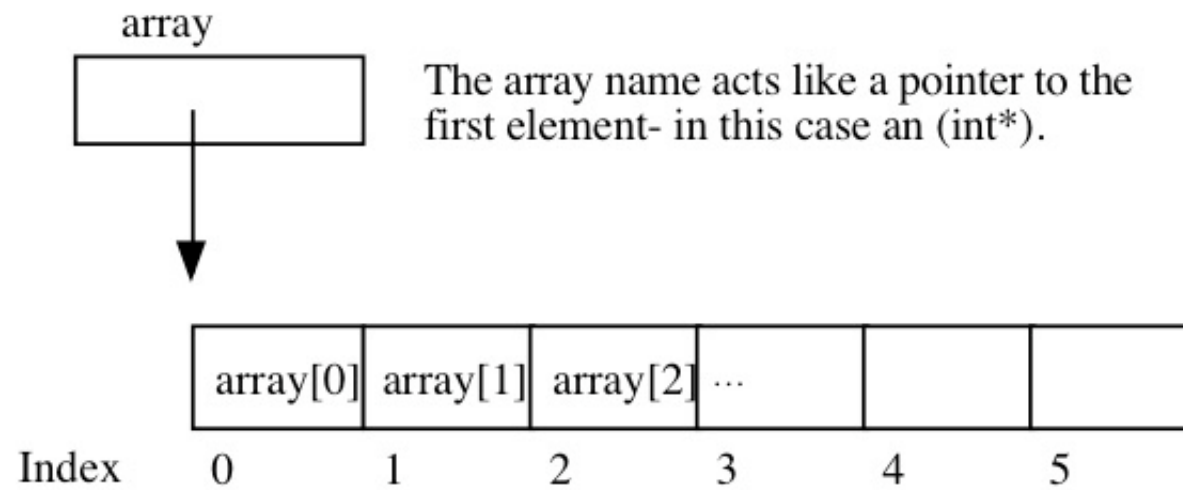 array
The array name acts like a pointer to the
first element- in this case an (int*).
array[0] array[1] array[2] ...
Index 0 1 2 3 4 5